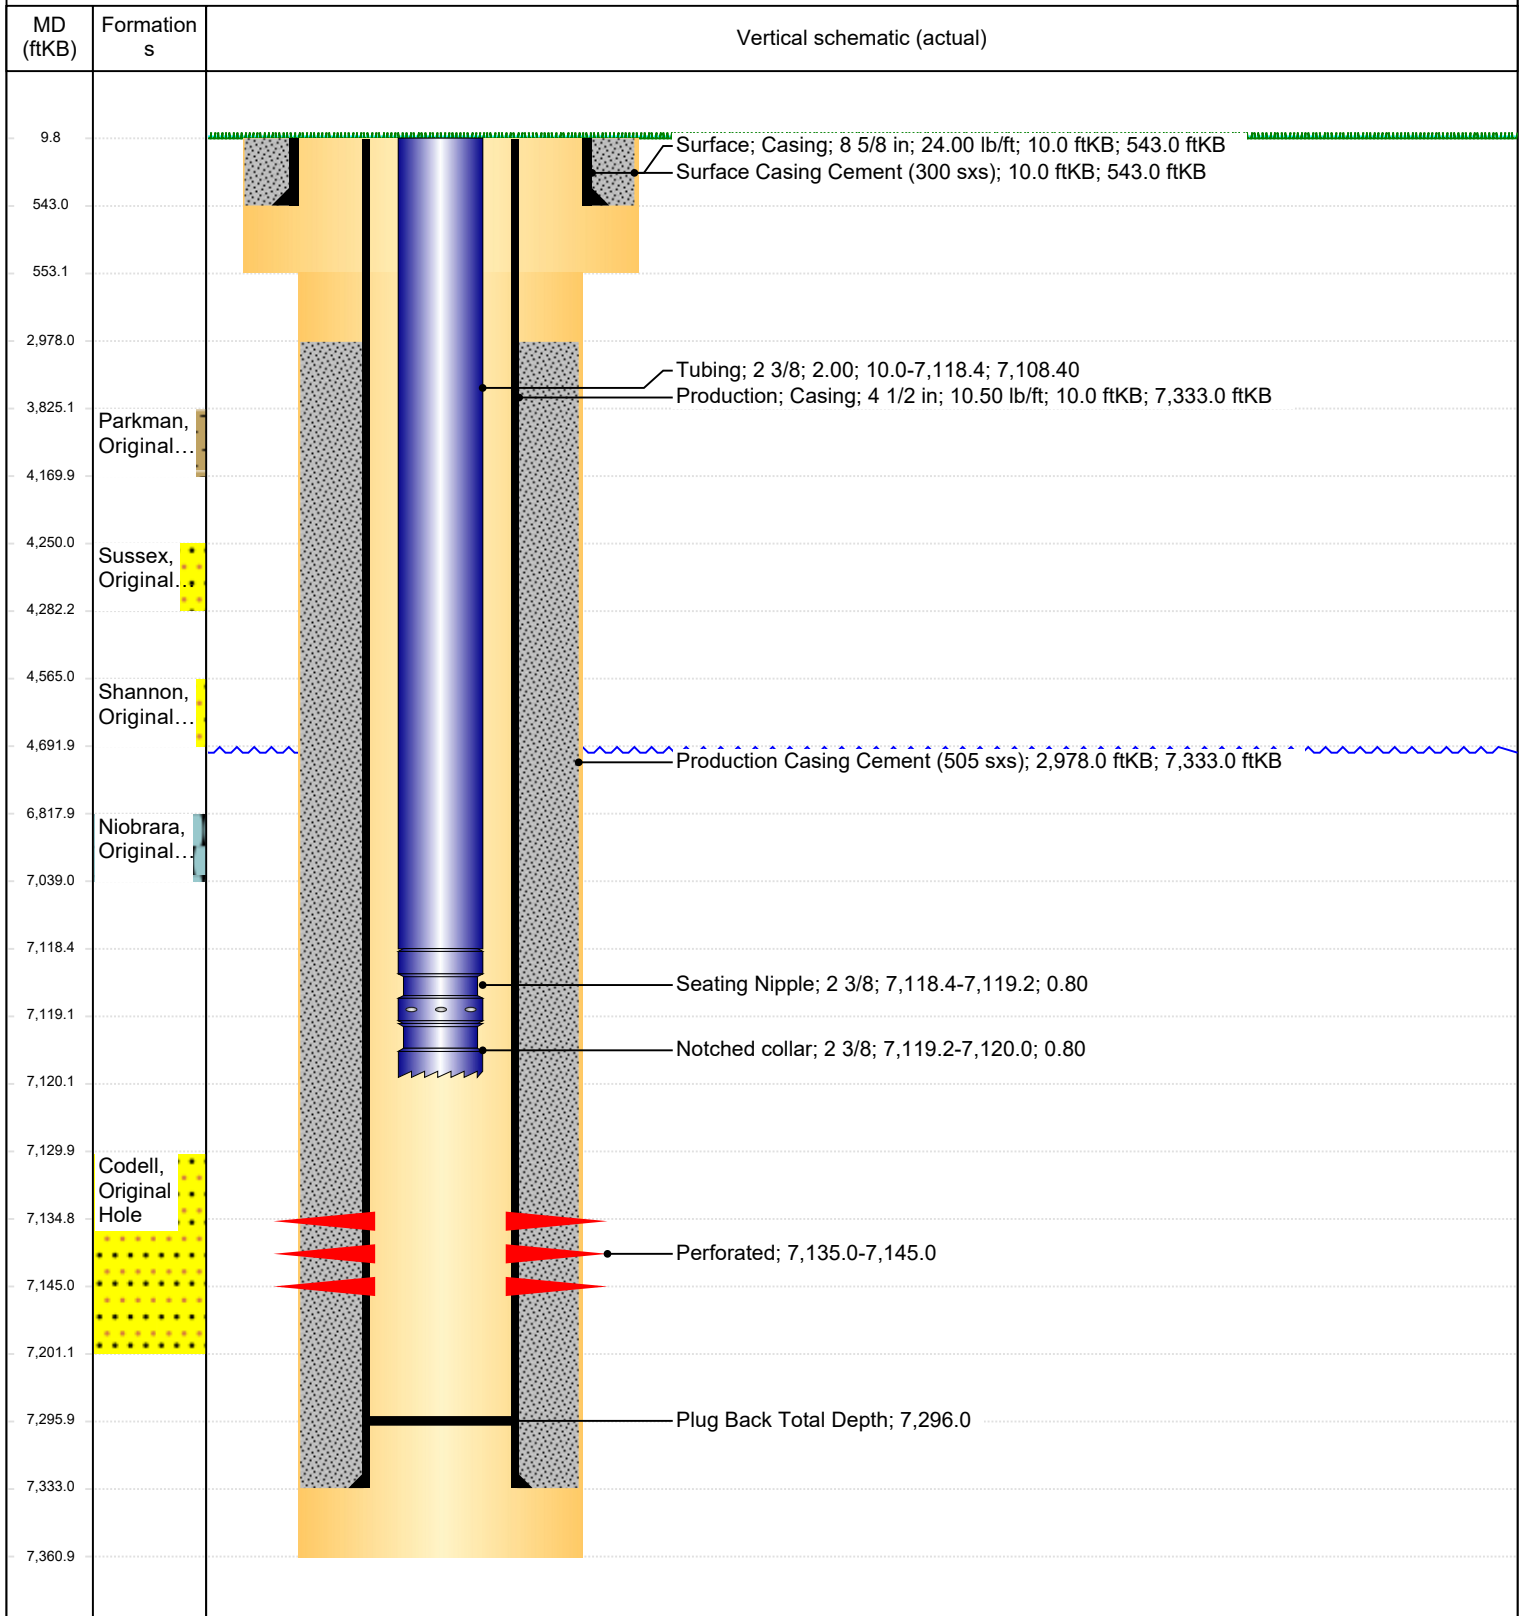 MD
(ftKB)
Formation
s
Vertical schematic (actual)
9.8
Surface; Casing; 8 5/8 in; 24.00 lb/ft; 10.0 ftKB; 543.0 ftKB
Surface Casing Cement (300 sxs); 10.0 ftKB; 543.0 ftKB
543.0
553.1
2,978.0
Tubing; 2 3/8; 2.00; 10.0-7,118.4; 7,108.40
Production; Casing; 4 1/2 in; 10.50 lb/ft; 10.0 ftKB; 7,333.0 ftKB
3,825.1
Parkman,
Original...
4,169.9
4,250.0
Sussex,
Original...
4,282.2
4,565.0
Shannon,
Original...
4,691.9
Production Casing Cement (505 sxs); 2,978.0 ftKB; 7,333.0 ftKB
6,817.9
Niobrara,
Original...
7,039.0
7,118.4
Seating Nipple; 2 3/8; 7,118.4-7,119.2; 0.80
7,119.1
Notched collar; 2 3/8; 7,119.2-7,120.0; 0.80
7,120.1
7,129.9
Codell,
Original
Hole
7,134.8
Perforated; 7,135.0-7,145.0
7,145.0
7,201.1
7,295.9
Plug Back Total Depth; 7,296.0
7,333.0
7,360.9